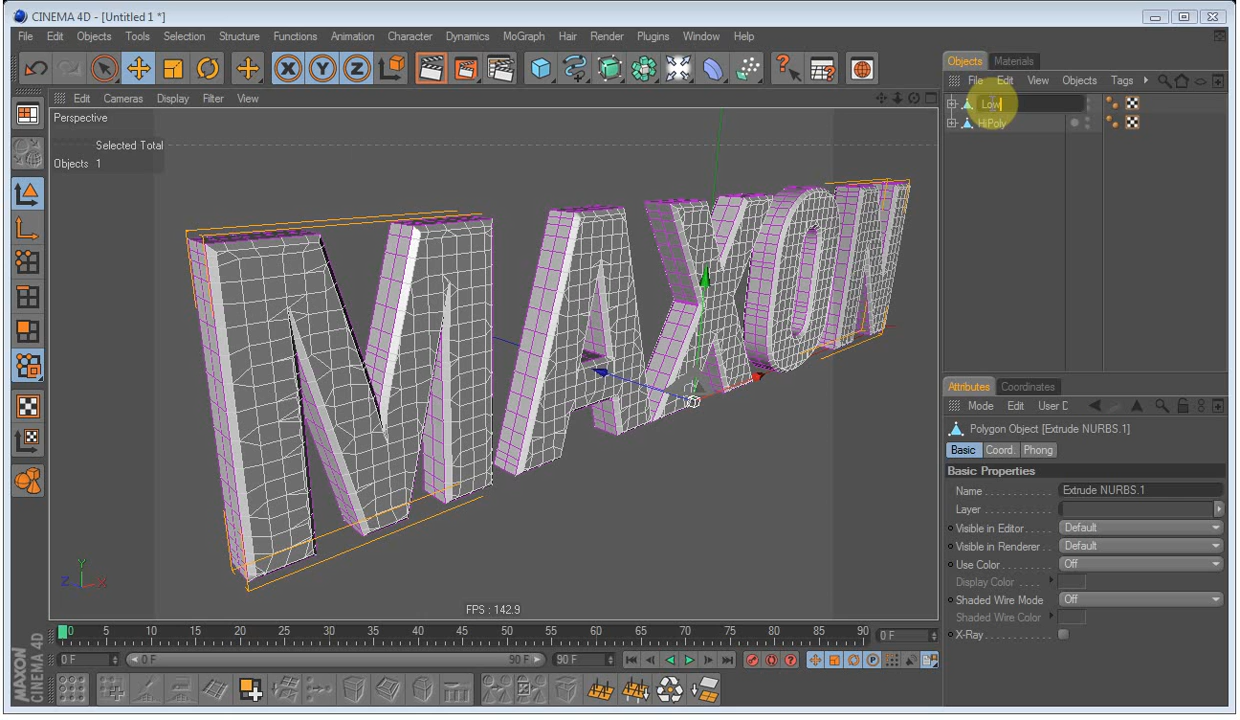 CINEMA 4D - [Untitled 1 *]
File Edit Objects Tools Selection Structure Functions Animation Character Dynamics MoGraph Hair Render Plugins Window Help
Objects Materials
File Edit View Objects Tags
Edit Cameras Display Filter View
Perspective
Selected Total
Objects 1
Low
HiPoly
MAXON
Attributes Coordinates
Mode Edit User D
Polygon Object [Extrude NURBS.1]
Basic Coord. Phong
Basic Properties
Name Extrude NURBS.1
Layer
Visible in Editor Default
Visible in Renderer Default
Use Color Off
Display Color
Shaded Wire Mode Off
Shaded Wire Color
X-Ray
Y
Z X
FPS : 142.9
0 5 10 15 20 25 30 35 40 45 50 55 60 65 70 75 80 85 90 0 F
0 F 0 F 90 F 90 F
MAXON
CINEMA 4D